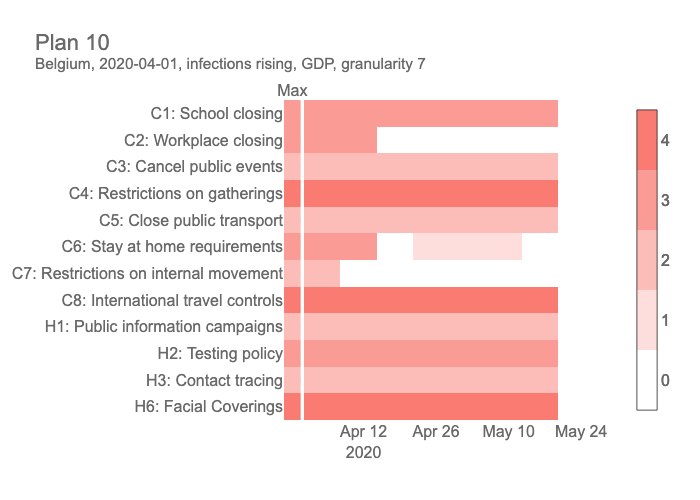 Plan 10
Belgium, 2020-04-01, infections rising, GDP, granularity 7
Max
C1: School closing
C2: Workplace closing
C3: Cancel public events
C4: Restrictions on gatherings
C5: Close public transport
C6: Stay at home requirements
C7: Restrictions on internal movement
C8: International travel controls
H1: Public information campaigns
H2: Testing policy
H3: Contact tracing
H6: Facial Coverings
Apr 12 Apr 26 May 10 May 24
2020
4
3
2
1
0